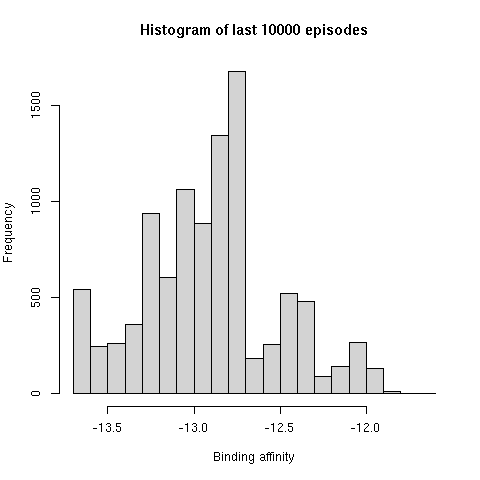 Histogram of last 10000 episodes
Frequency
1500
1000
500
0
-13.5 -13.0 -12.5 -12.0
Binding affinity